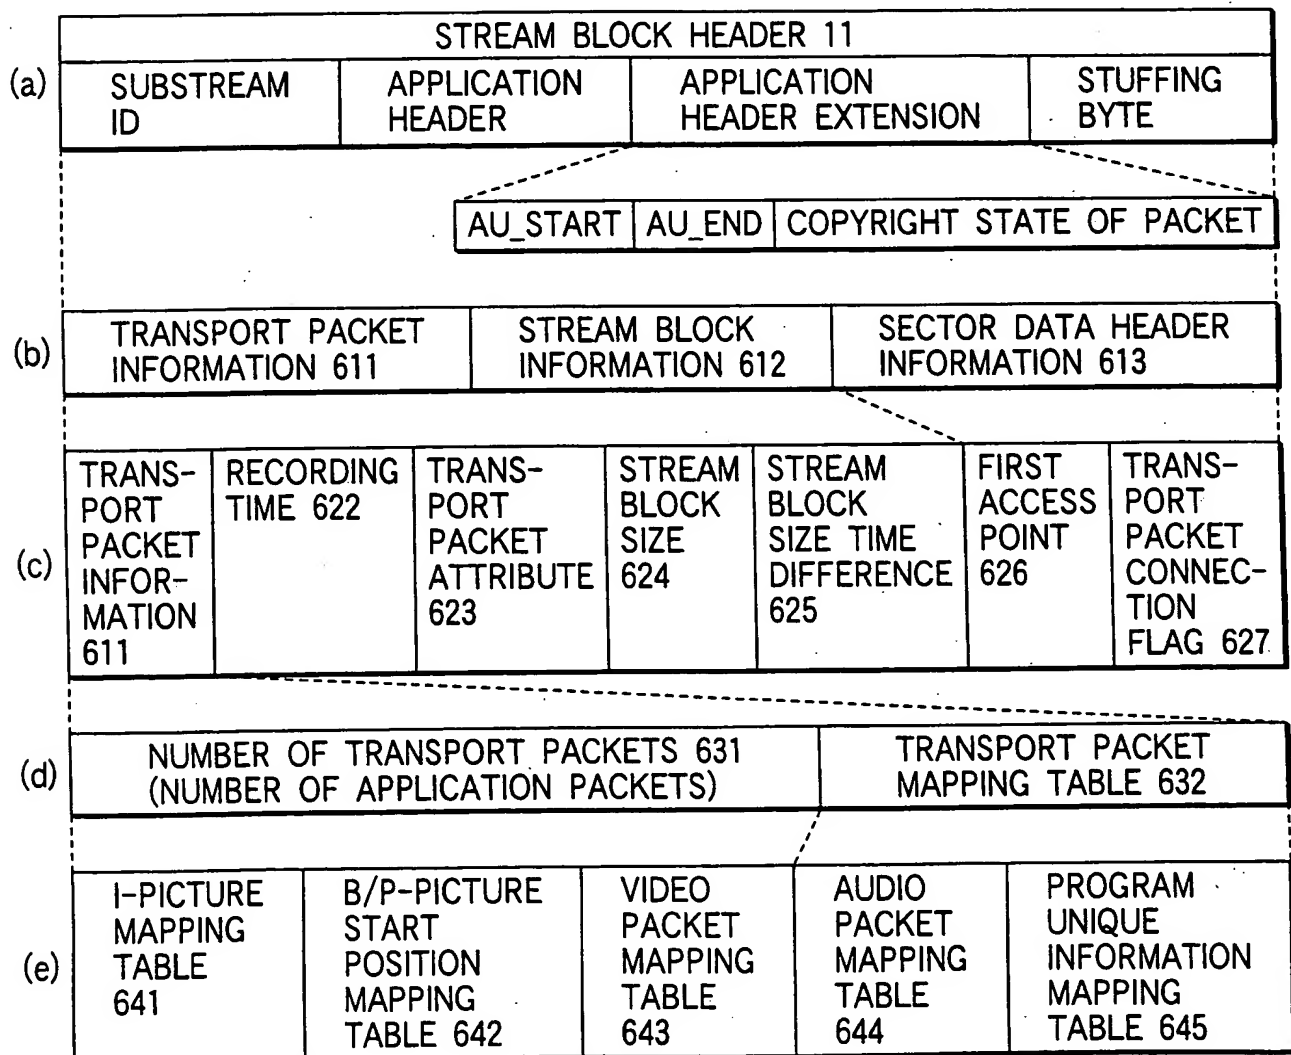 STREAM BLOCK HEADER 11
(a)
SUBSTREAM
ID
APPLICATION
HEADER
APPLICATION
HEADER EXTENSION
STUFFING
BYTE
AU_START
AU_END
COPYRIGHT STATE OF PACKET
(b)
TRANSPORT PACKET
INFORMATION 611
STREAM BLOCK
INFORMATION 612
SECTOR DATA HEADER
INFORMATION 613
(c)
TRANS-
PORT
PACKET
INFOR-
MATION
611
RECORDING
TIME 622
TRANS-
PORT
PACKET
ATTRIBUTE
623
STREAM
BLOCK
SIZE
624
STREAM
BLOCK
SIZE TIME
DIFFERENCE
625
FIRST
ACCESS
POINT
626
TRANS-
PORT
PACKET
CONNEC-
TION
FLAG 627
(d)
NUMBER OF TRANSPORT PACKETS 631
(NUMBER OF APPLICATION PACKETS)
TRANSPORT PACKET
MAPPING TABLE 632
(e)
I-PICTURE
MAPPING
TABLE
641
B/P-PICTURE
START
POSITION
MAPPING
TABLE 642
VIDEO
PACKET
MAPPING
TABLE
643
AUDIO
PACKET
MAPPING
TABLE
644
PROGRAM
UNIQUE
INFORMATION
MAPPING
TABLE 645